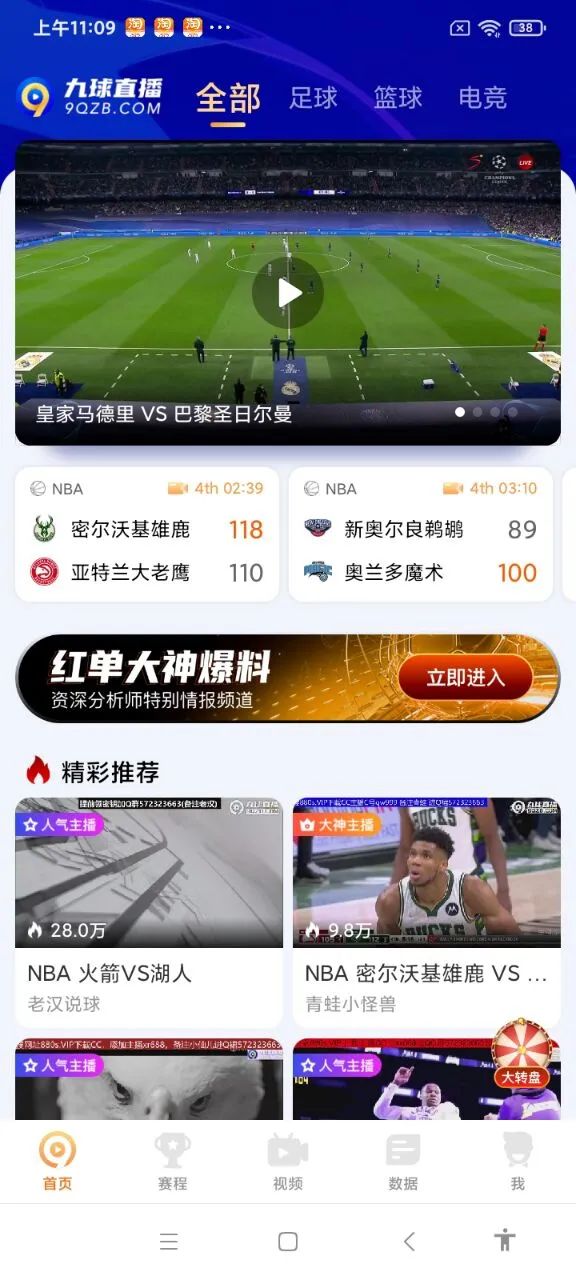 上午11:09
淘 淘 淘 ...
38
九球直播
9QZB.COM
全部 足球 篮球 电竞
LIVE
CHAMPIONS
皇家马德里 VS 巴黎圣日尔曼
NBA 4th 02:39
密尔沃基雄鹿 118
亚特兰大老鹰 110
NBA 4th 03:10
新奥尔良鹈鹕 89
奥兰多魔术 100
红单大神爆料
资深分析师特别情报频道
立即进入
精彩推荐
人气主播
28.0万
NBA 火箭VS湖人
老汉说球
大神主播
BUCKS
9.8万
NBA 密尔沃基雄鹿 VS ...
青蛙小怪兽
人气主播
人气主播
大转盘
首页 赛程 视频 数据 我